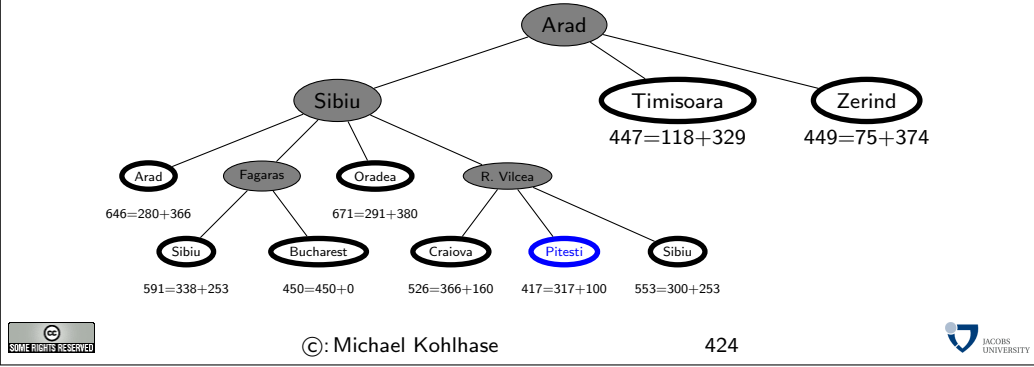 Arad
Sibiu Timisoara Zerind
447=118+329 449=75+374
Arad Fagaras Oradea R. Vilcea
646=280+366 671=291+380
Sibiu Bucharest Craiova Pitesti Sibiu
591=338+253 450=450+0 526=366+160 417=317+100 553=300+253
cc
SOME RIGHTS RESERVED
©: Michael Kohlhase 424
JACOBS
UNIVERSITY